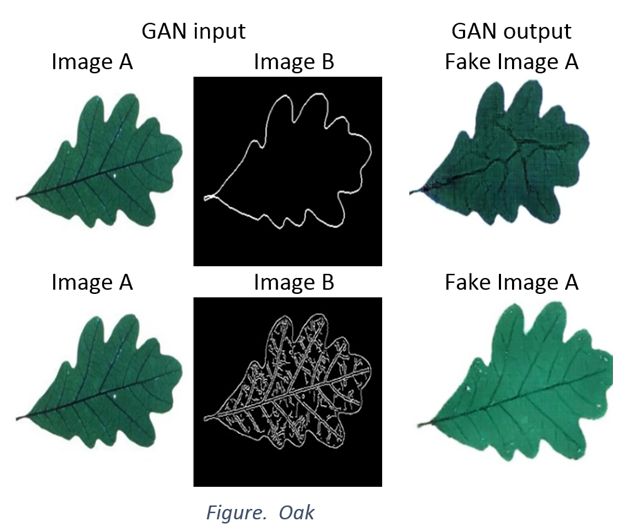 GAN input GAN output
Image A Image B Fake Image A
Image A Image B Fake Image A
Figure. Oak